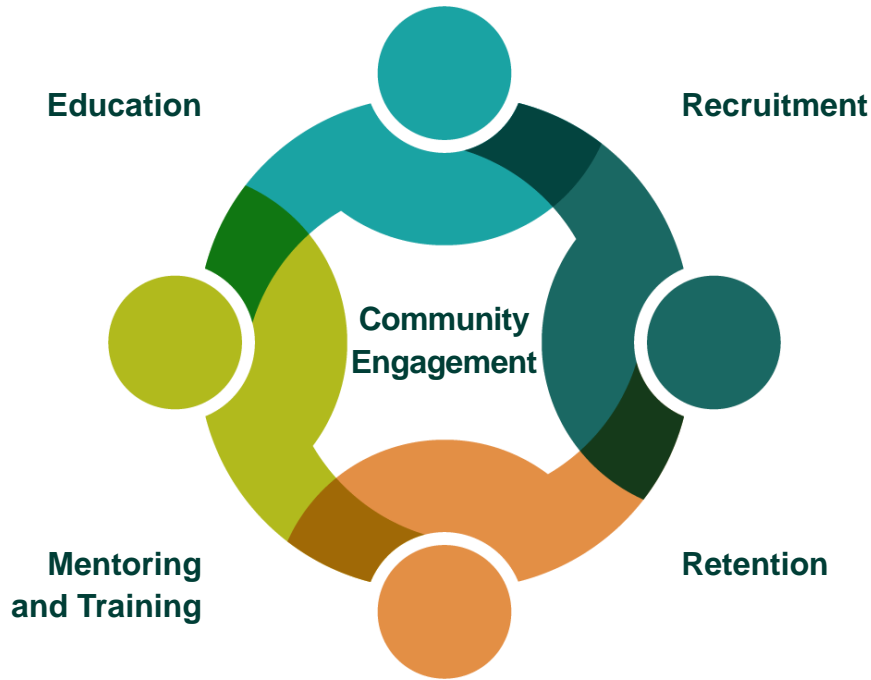 Education
Recruitment
Community
Engagement
Mentoring
and Training
Retention